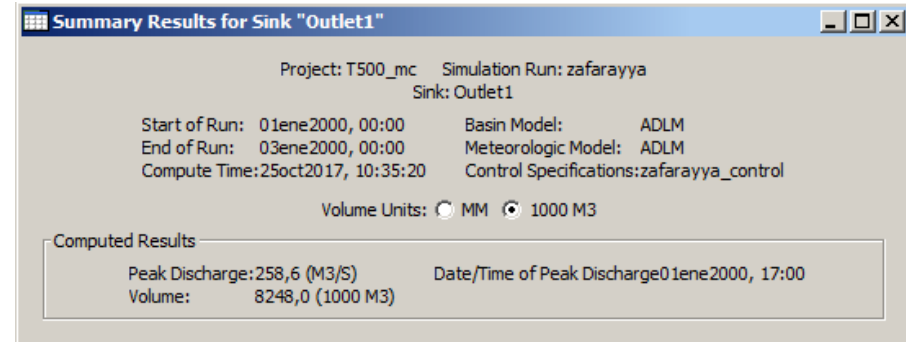 Summary Results for Sink "Outlet1"
Project: T500_mc Simulation Run: zafarayya
Sink: Outlet1
Start of Run: 01ene2000, 00:00 Basin Model: ADLM
End of Run: 03ene2000, 00:00 Meteorologic Model: ADLM
Compute Time:25oct2017, 10:35:20 Control Specifications:zafarayya_control
Volume Units: MM 1000 M3
Computed Results
Peak Discharge:258,6 (M3/S) Date/Time of Peak Discharge01ene2000, 17:00
Volume: 8248,0 (1000 M3)